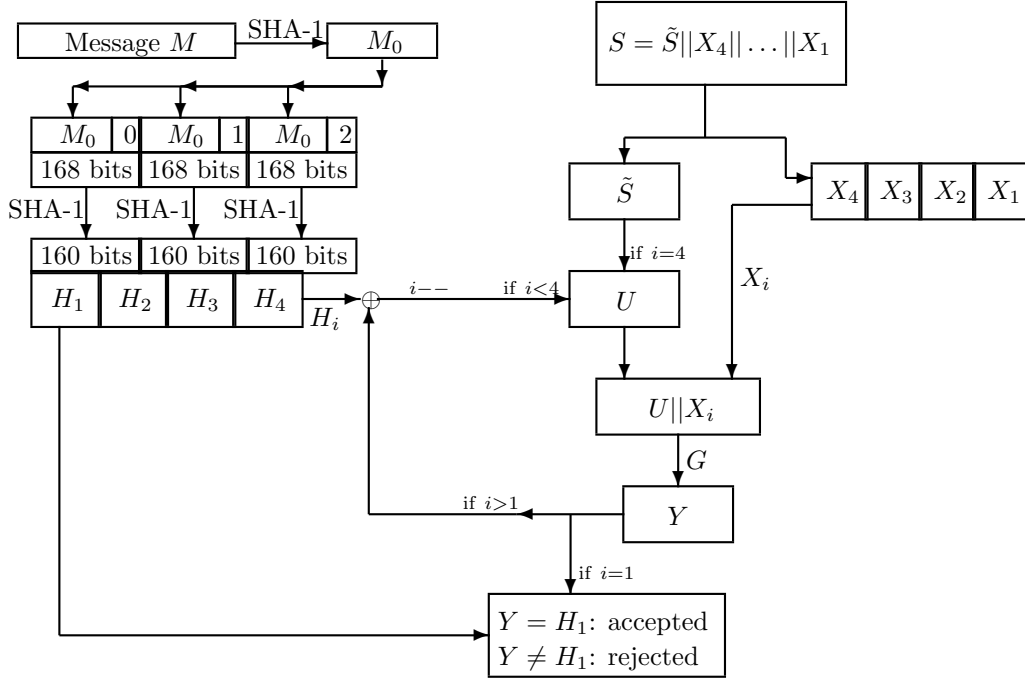 Message M
SHA-1
M₀
S = S̃||X₄|| . . . ||X₁
M₀ 0 M₀ 1 M₀ 2
168 bits 168 bits 168 bits
S̃
X₄ X₃ X₂ X₁
SHA-1 SHA-1 SHA-1
160 bits 160 bits 160 bits
if i=4
H₁ H₂ H₃ H₄
Hᵢ
⊕
i−−
if i<4
U
Xᵢ
U||Xᵢ
G
if i>1
Y
if i=1
Y = H₁: accepted
Y ≠ H₁: rejected